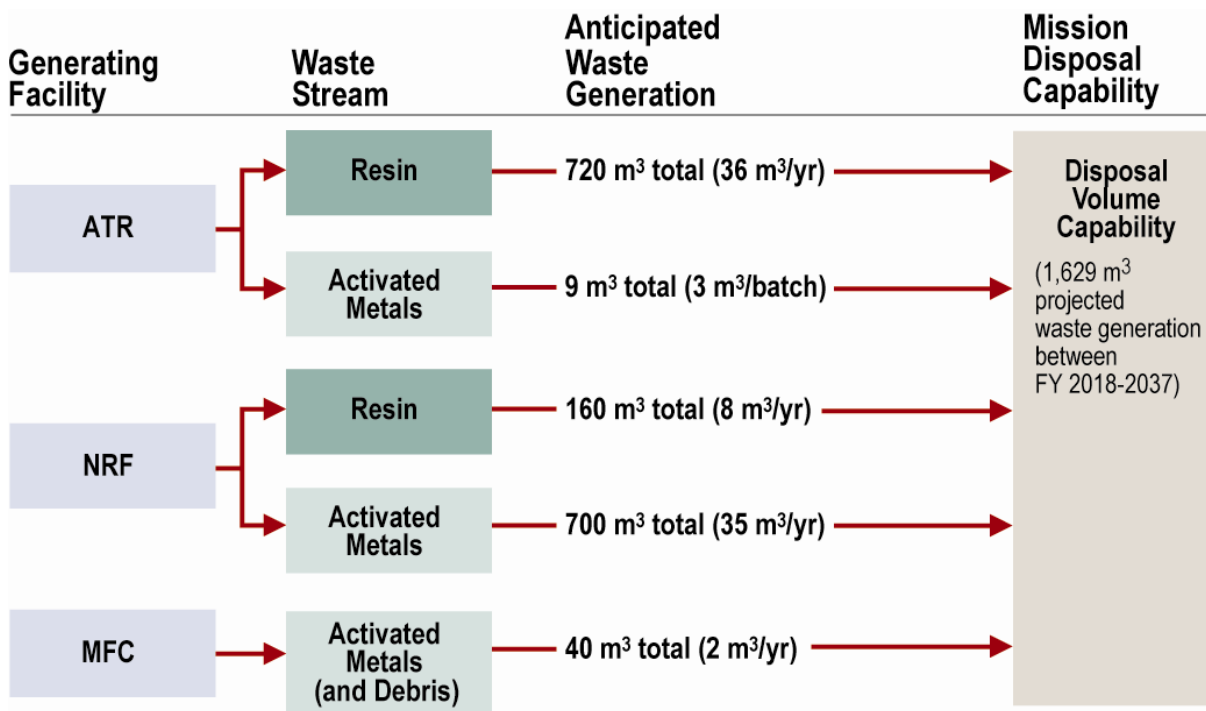 Generating
Facility
Waste
Stream
Anticipated
Waste
Generation
Mission
Disposal
Capability
ATR
Resin
720 m³ total (36 m³/yr)
Activated
Metals
9 m³ total (3 m³/batch)
NRF
Resin
160 m³ total (8 m³/yr)
Activated
Metals
700 m³ total (35 m³/yr)
MFC
Activated
Metals
(and Debris)
40 m³ total (2 m³/yr)
Disposal
Volume
Capability
(1,629 m³
projected
waste generation
between
FY 2018-2037)